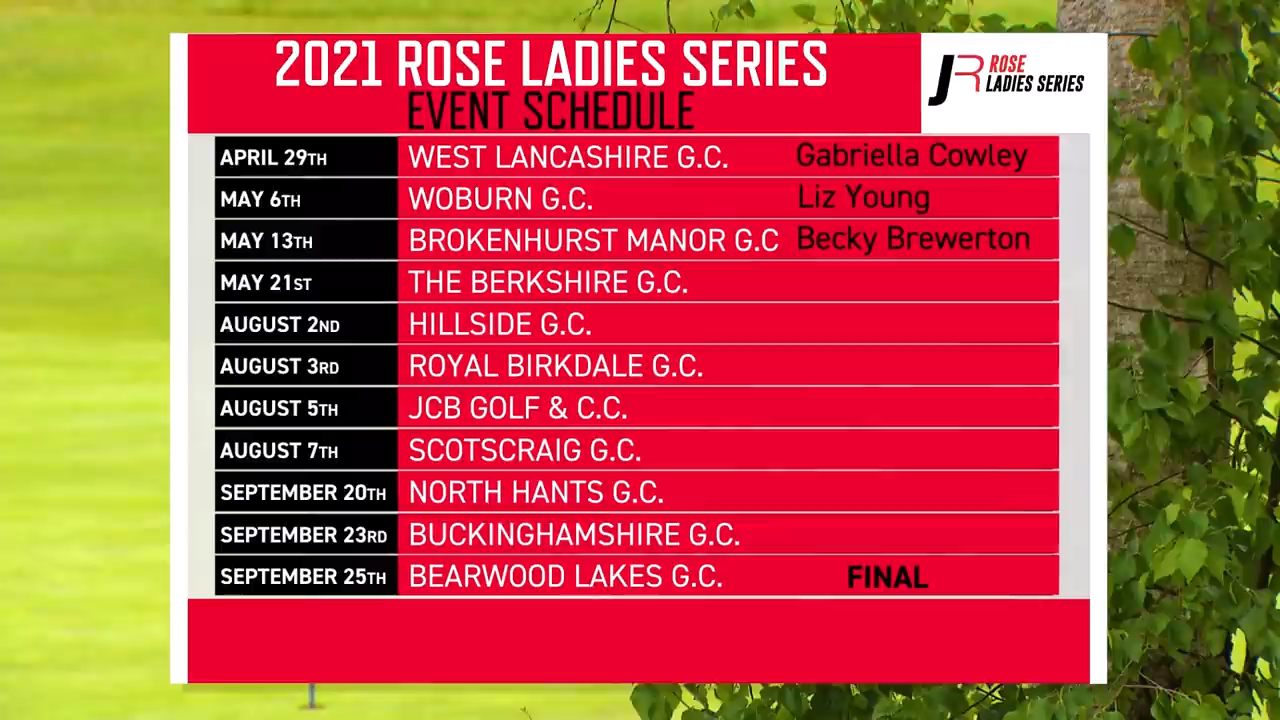 2021 ROSE LADIES SERIES
EVENT SCHEDULE
JR ROSE
LADIES SERIES
APRIL 29TH WEST LANCASHIRE G.C. Gabriella Cowley
MAY 6TH WOBURN G.C. Liz Young
MAY 13TH BROKENHURST MANOR G.C Becky Brewerton
MAY 21ST THE BERKSHIRE G.C.
AUGUST 2ND HILLSIDE G.C.
AUGUST 3RD ROYAL BIRKDALE G.C.
AUGUST 5TH JCB GOLF & C.C.
AUGUST 7TH SCOTSCRAIG G.C.
SEPTEMBER 20TH NORTH HANTS G.C.
SEPTEMBER 23RD BUCKINGHAMSHIRE G.C.
SEPTEMBER 25TH BEARWOOD LAKES G.C. FINAL